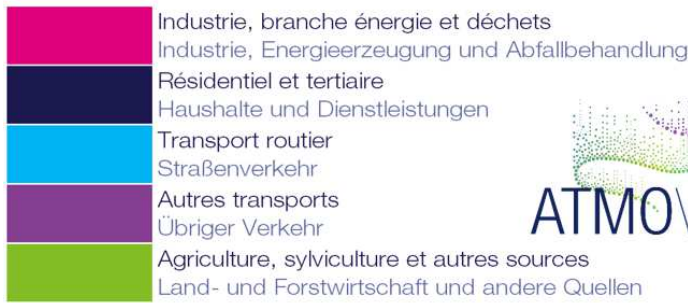 Industrie, branche énergie et déchets
Industrie, Energieerzeugung und Abfallbehandlung
Résidentiel et tertiaire
Haushalte und Dienstleistungen
Transport routier
Straßenverkehr
Autres transports
Übriger Verkehr
ATMO
Agriculture, sylviculture et autres sources
Land- und Forstwirtschaft und andere Quellen